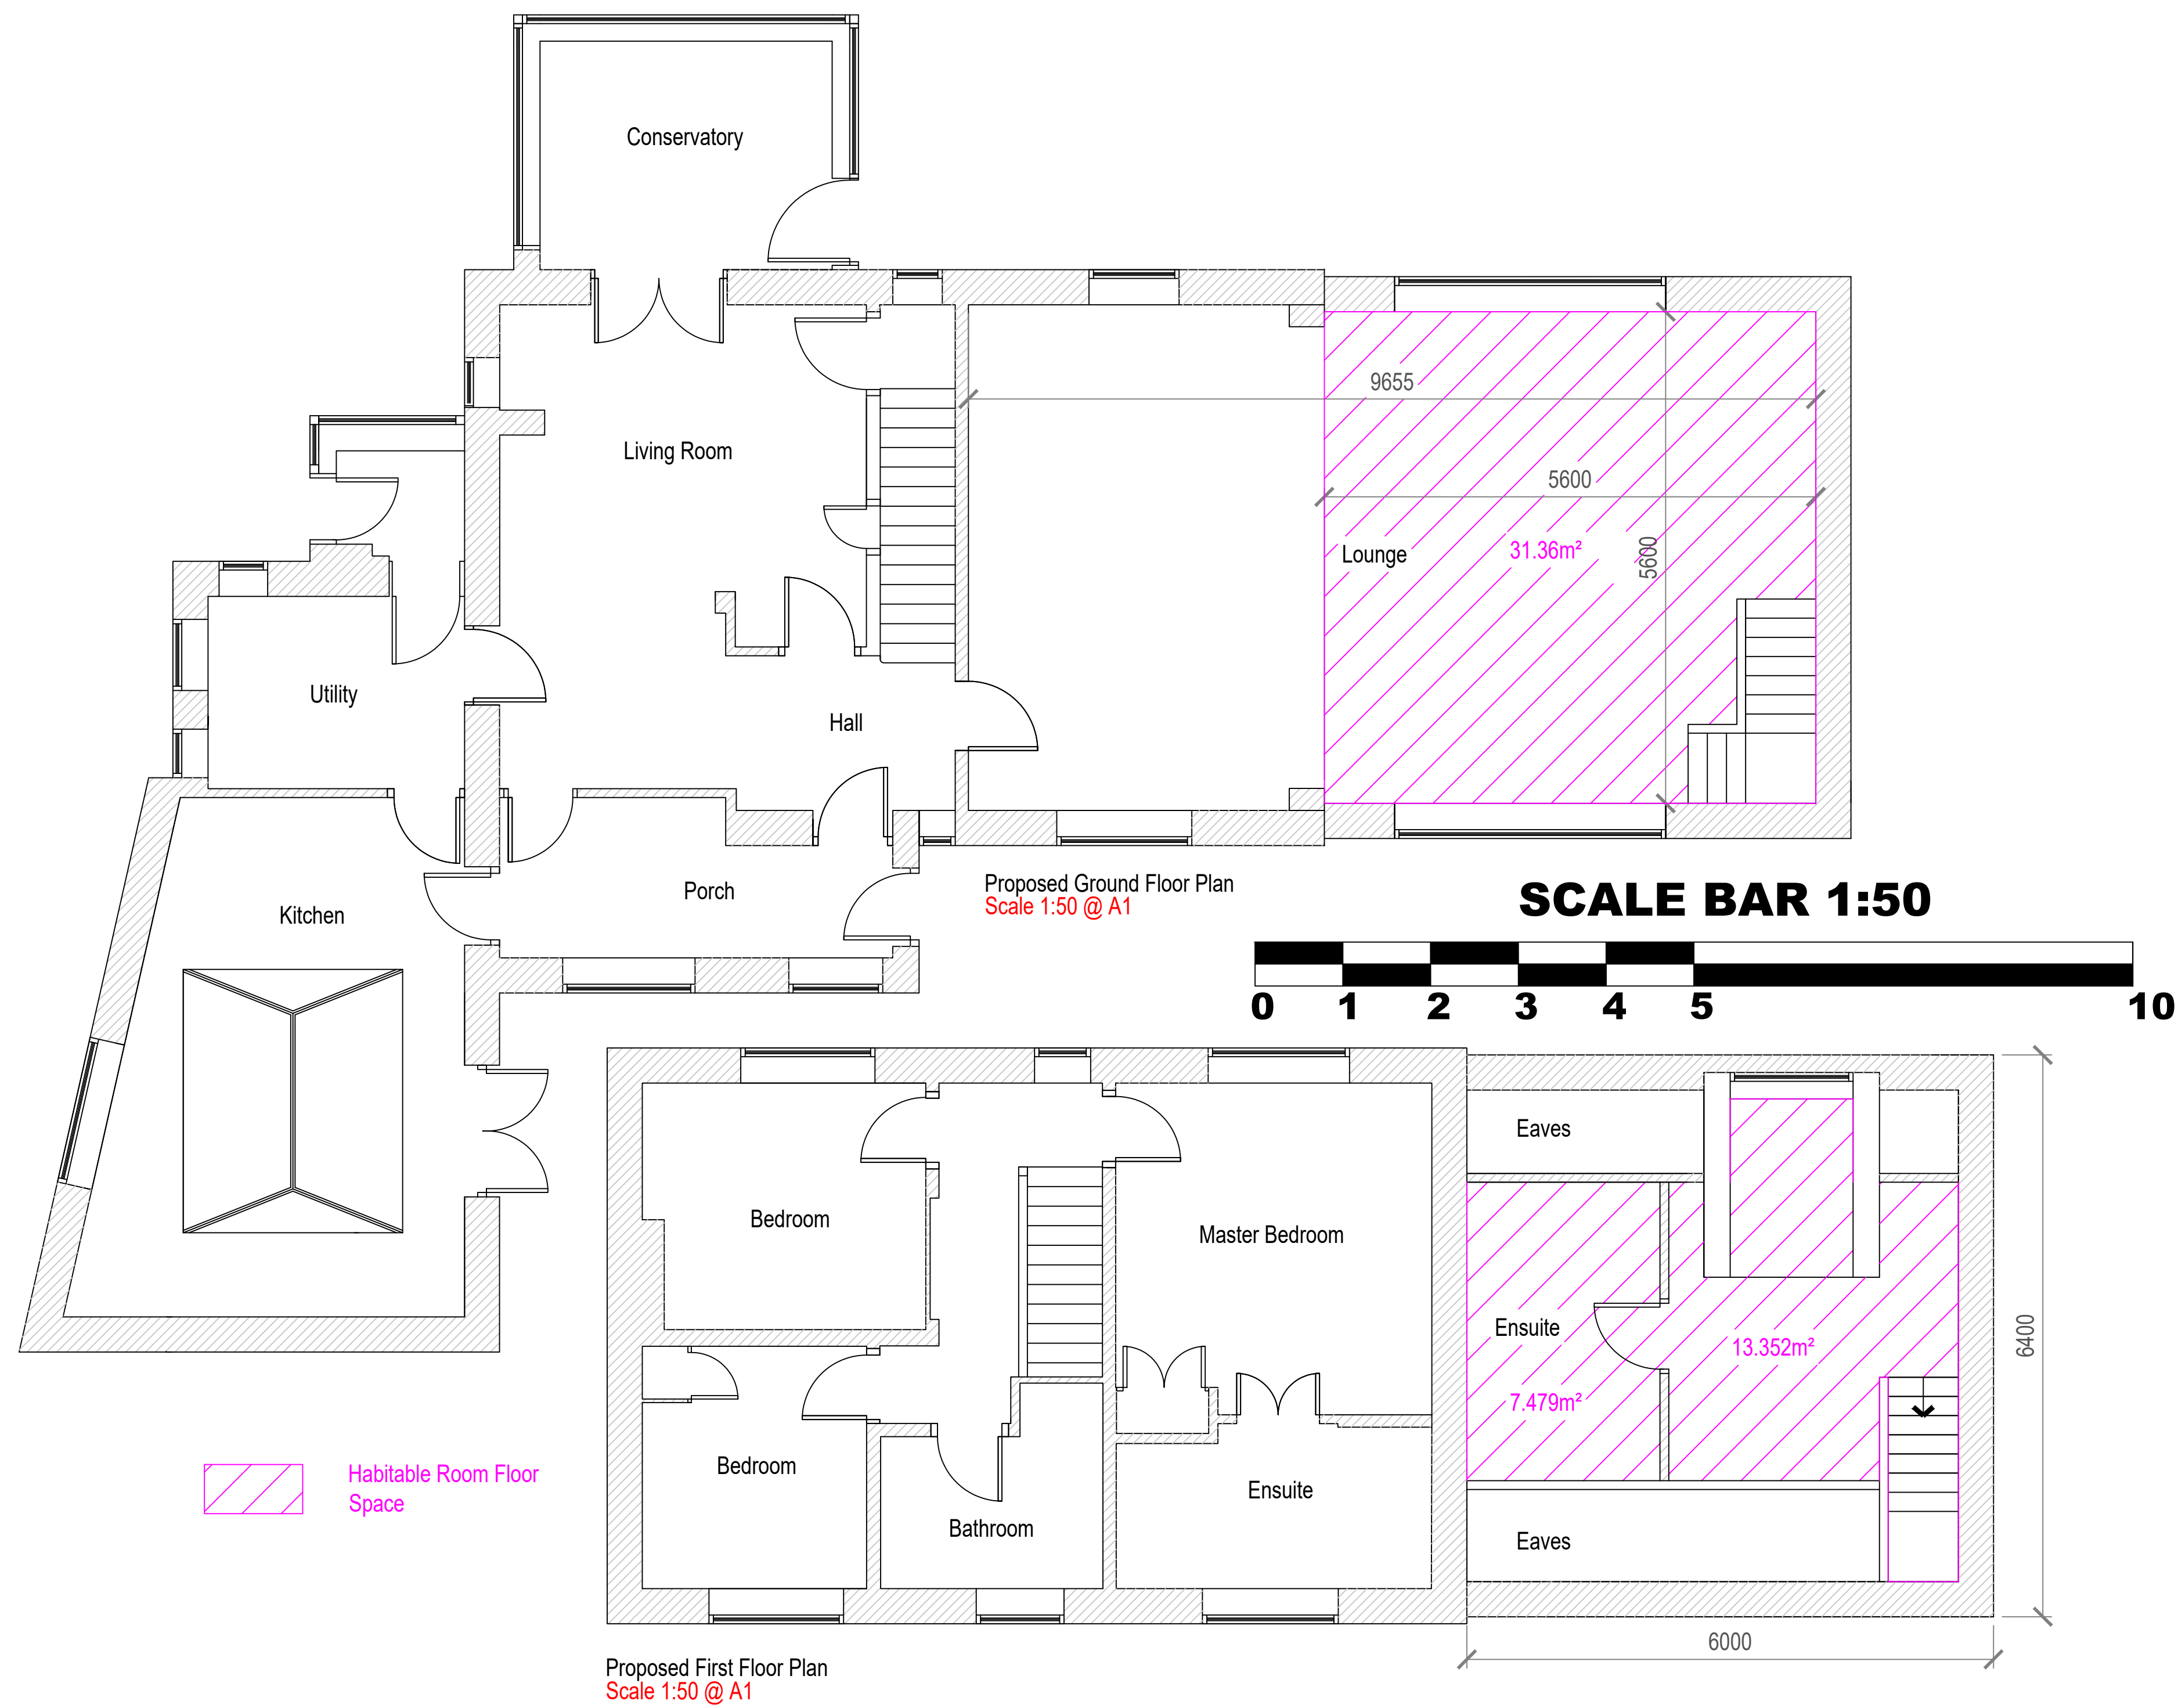 Conservatory
9655
Living Room
5600
Lounge
31.36m²
5600
Utility
Hall
Kitchen
Porch
Proposed Ground Floor Plan
Scale 1:50 @ A1
SCALE BAR 1:50
0 1 2 3 4 5 10
Eaves
Bedroom
Master Bedroom
Ensuite
13.352m²
6400
7.479m²
Bedroom
Ensuite
Bathroom
Eaves
Habitable Room Floor
Space
6000
Proposed First Floor Plan
Scale 1:50 @ A1